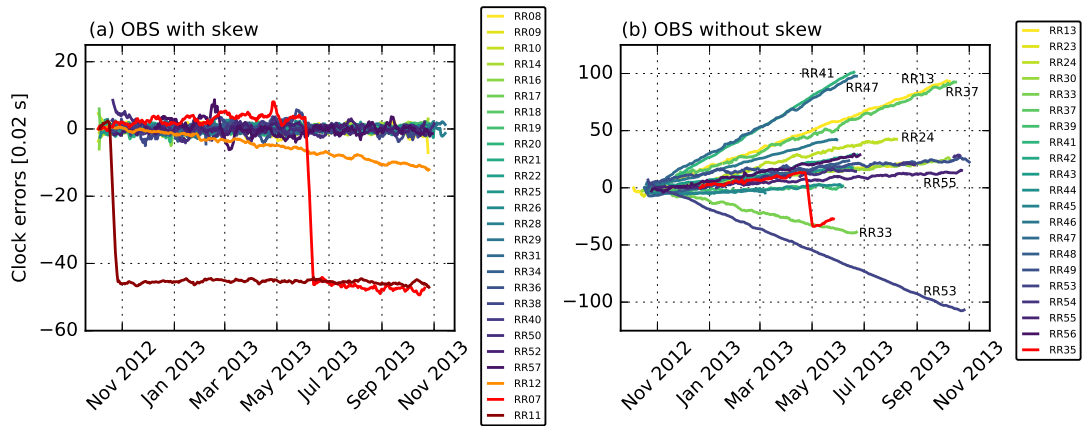 (a) OBS with skew
Clock errors [0.02 s]
20
0
−20
−40
−60
Nov 2012
Jan 2013
Mar 2013
May 2013
Jul 2013
Sep 2013
Nov 2013
RR08
RR09
RR10
RR14
RR16
RR17
RR18
RR19
RR20
RR21
RR22
RR25
RR26
RR28
RR29
RR31
RR34
RR36
RR38
RR40
RR50
RR52
RR57
RR12
RR07
RR11
(b) OBS without skew
100
50
0
−50
−100
RR41
RR47
RR13
RR37
RR24
RR55
RR33
RR53
Nov 2012
Jan 2013
Mar 2013
May 2013
Jul 2013
Sep 2013
Nov 2013
RR13
RR23
RR24
RR30
RR33
RR37
RR39
RR41
RR42
RR43
RR44
RR45
RR46
RR47
RR48
RR49
RR53
RR54
RR55
RR56
RR35